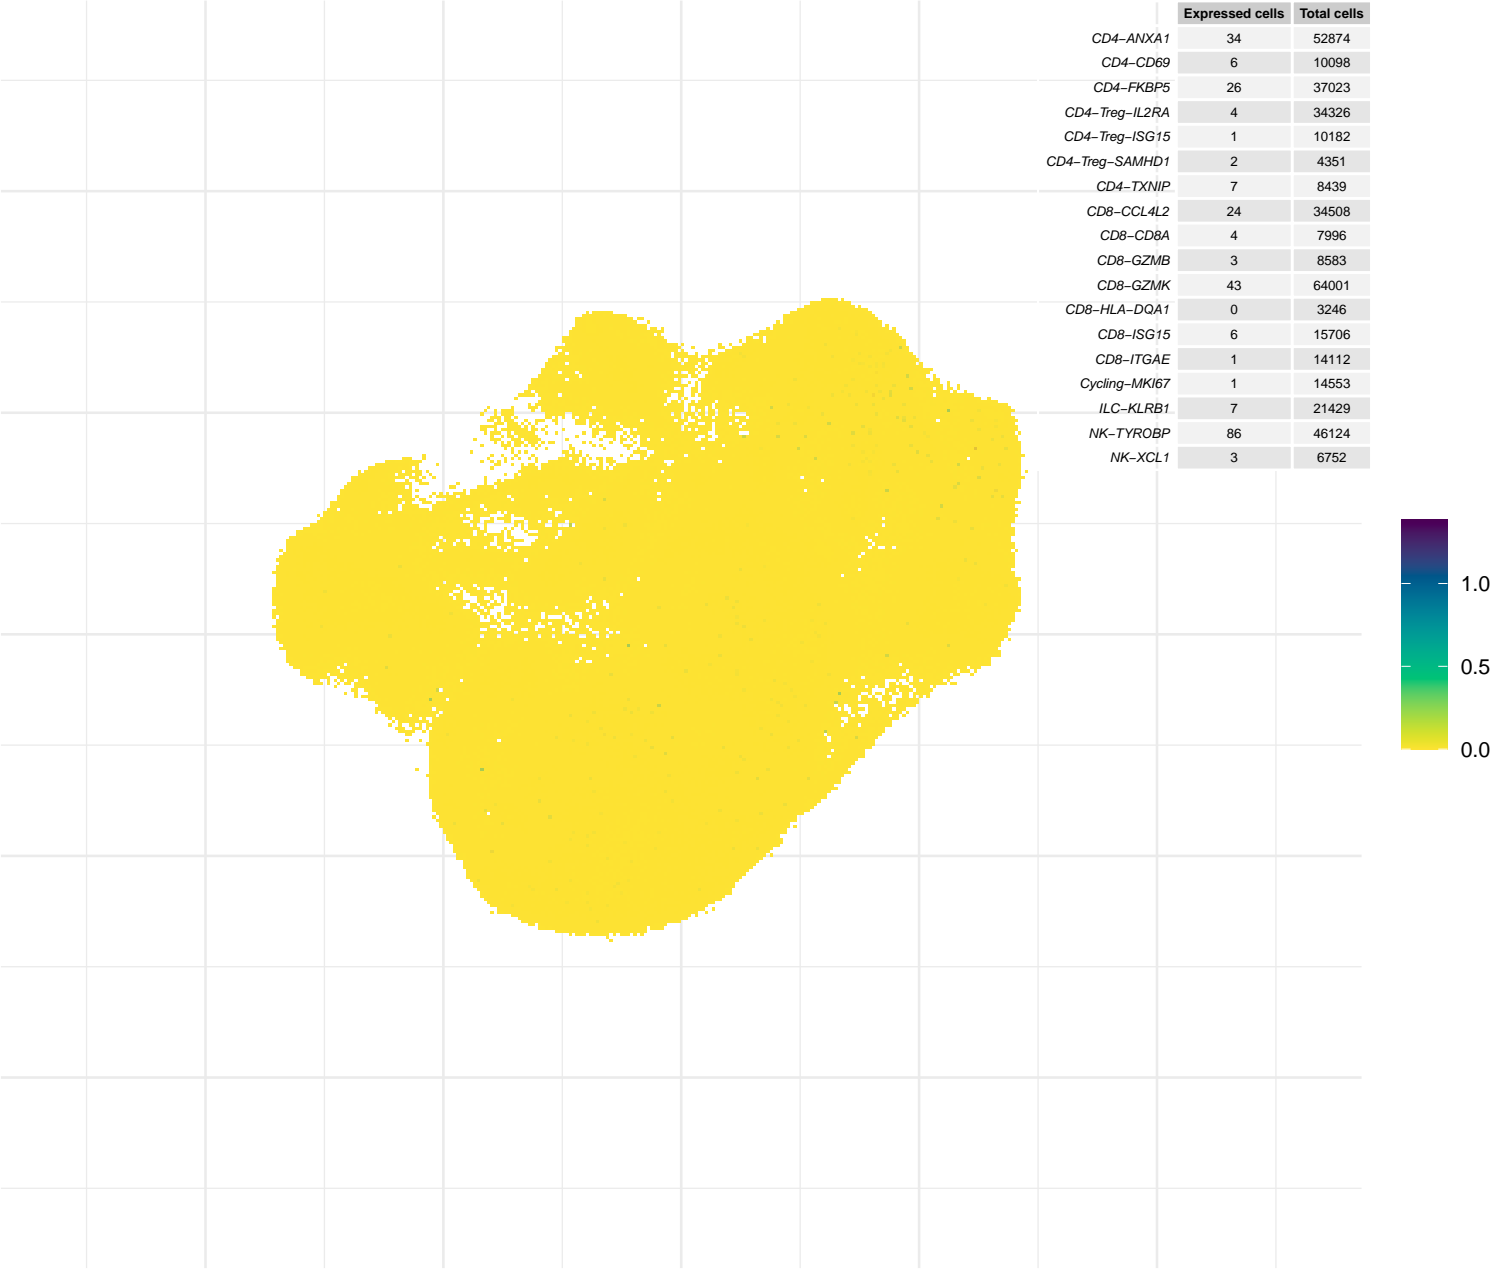 Expressed cells Total cells
CD4−ANXA1 34 52874
CD4−CD69 6 10098
CD4−FKBP5 26 37023
CD4−Treg−IL2RA 4 34326
CD4−Treg−ISG15 1 10182
CD4−Treg−SAMHD1 2 4351
CD4−TXNIP 7 8439
CD8−CCL4L2 24 34508
CD8−CD8A 4 7996
CD8−GZMB 3 8583
CD8−GZMK 43 64001
CD8−HLA−DQA1 0 3246
CD8−ISG15 6 15706
CD8−ITGAE 1 14112
Cycling−MKI67 1 14553
ILC−KLRB1 7 21429
NK−TYROBP 86 46124
NK−XCL1 3 6752
1.0
0.5
0.0